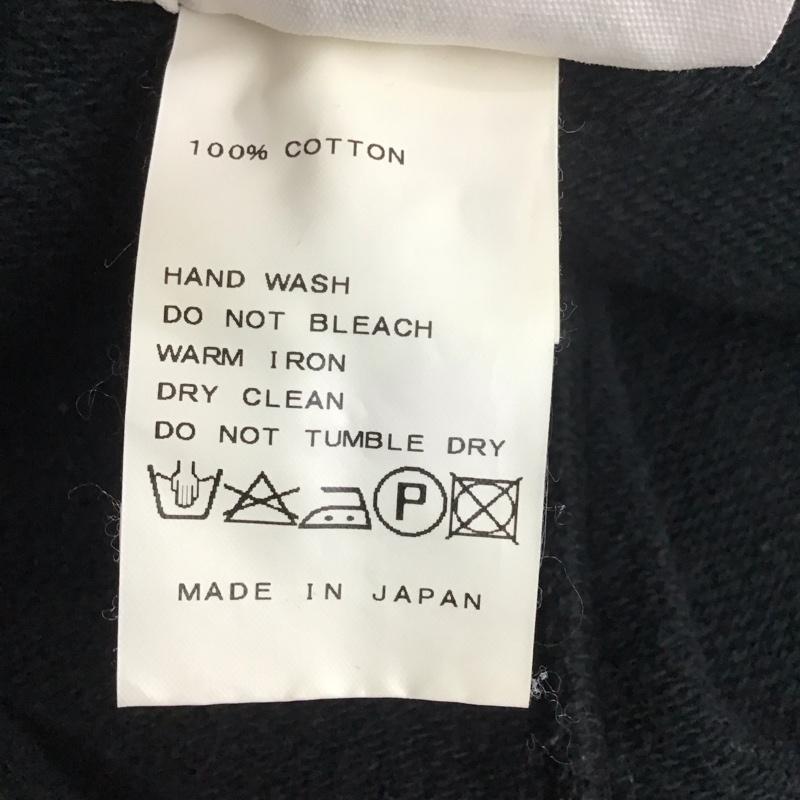 100% COTTON
HAND WASH
DO NOT BLEACH
WARM IRON
DRY CLEAN
DO NOT TUMBLE DRY
P
MADE IN JAPAN